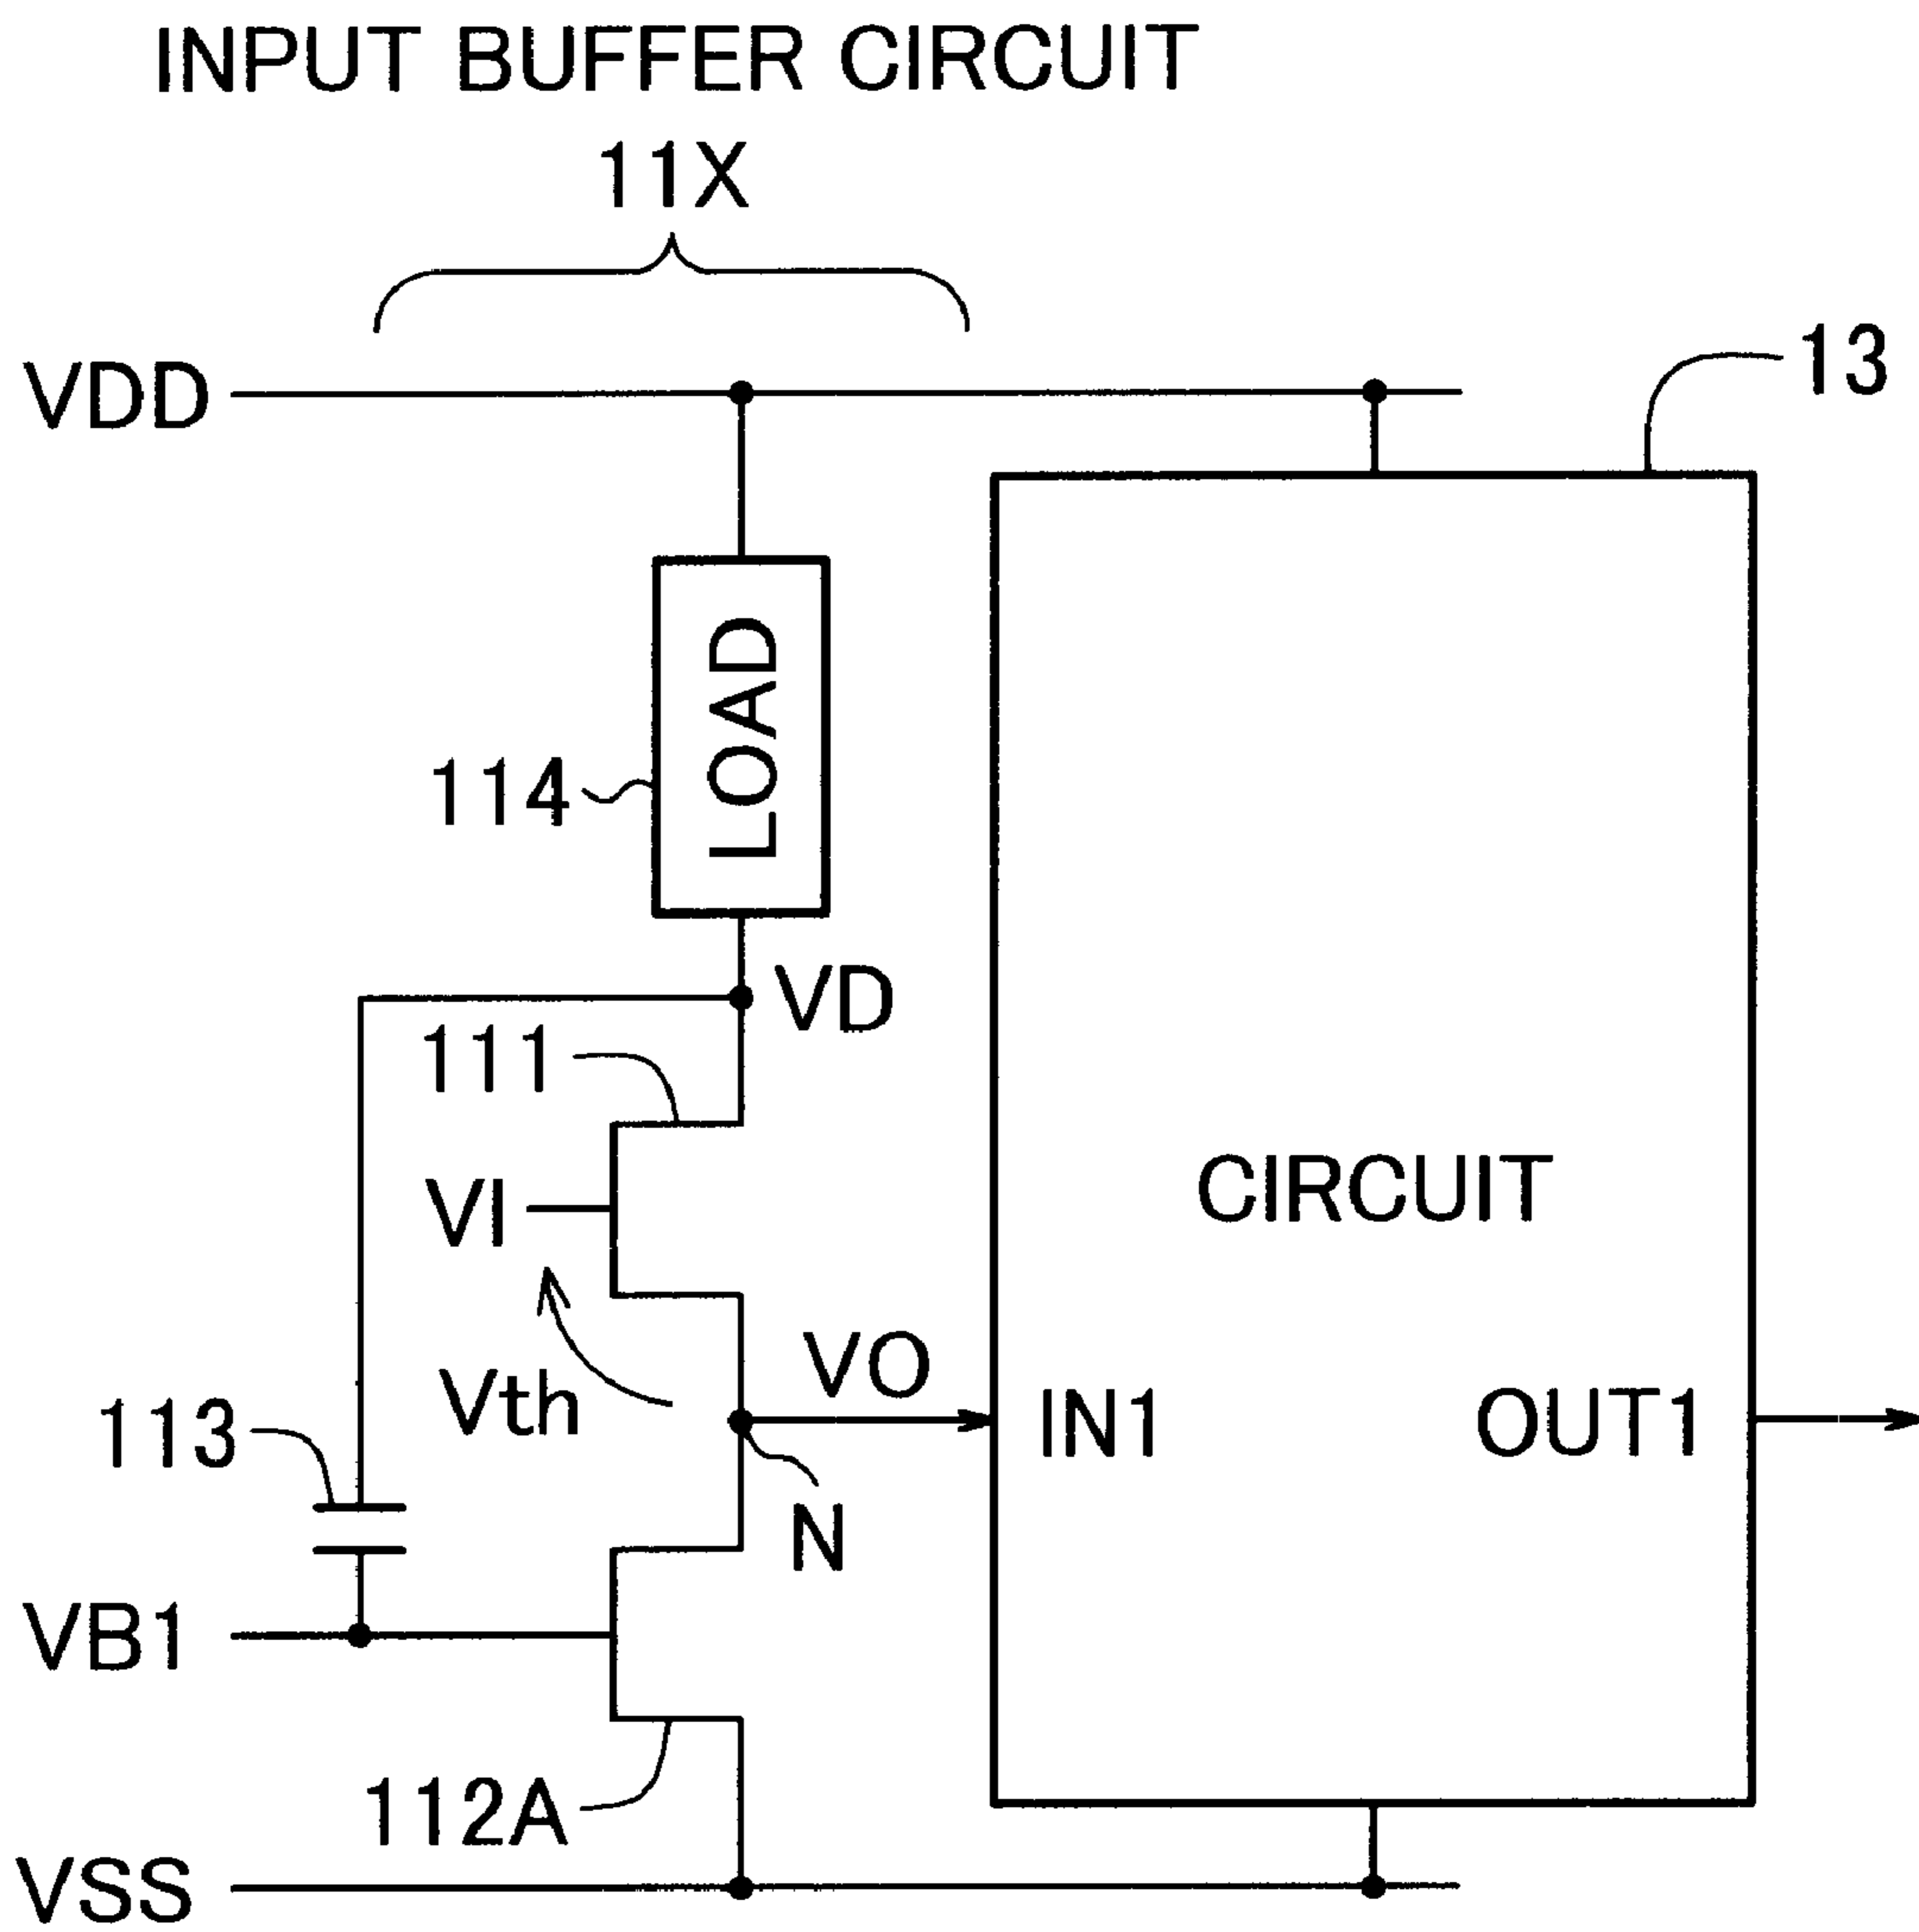 INPUT BUFFER CIRCUIT
11X
VDD
13
LOAD
114
VD
111
VI
CIRCUIT
Vth
VO
IN1
OUT1
113
N
VB1
112A
VSS